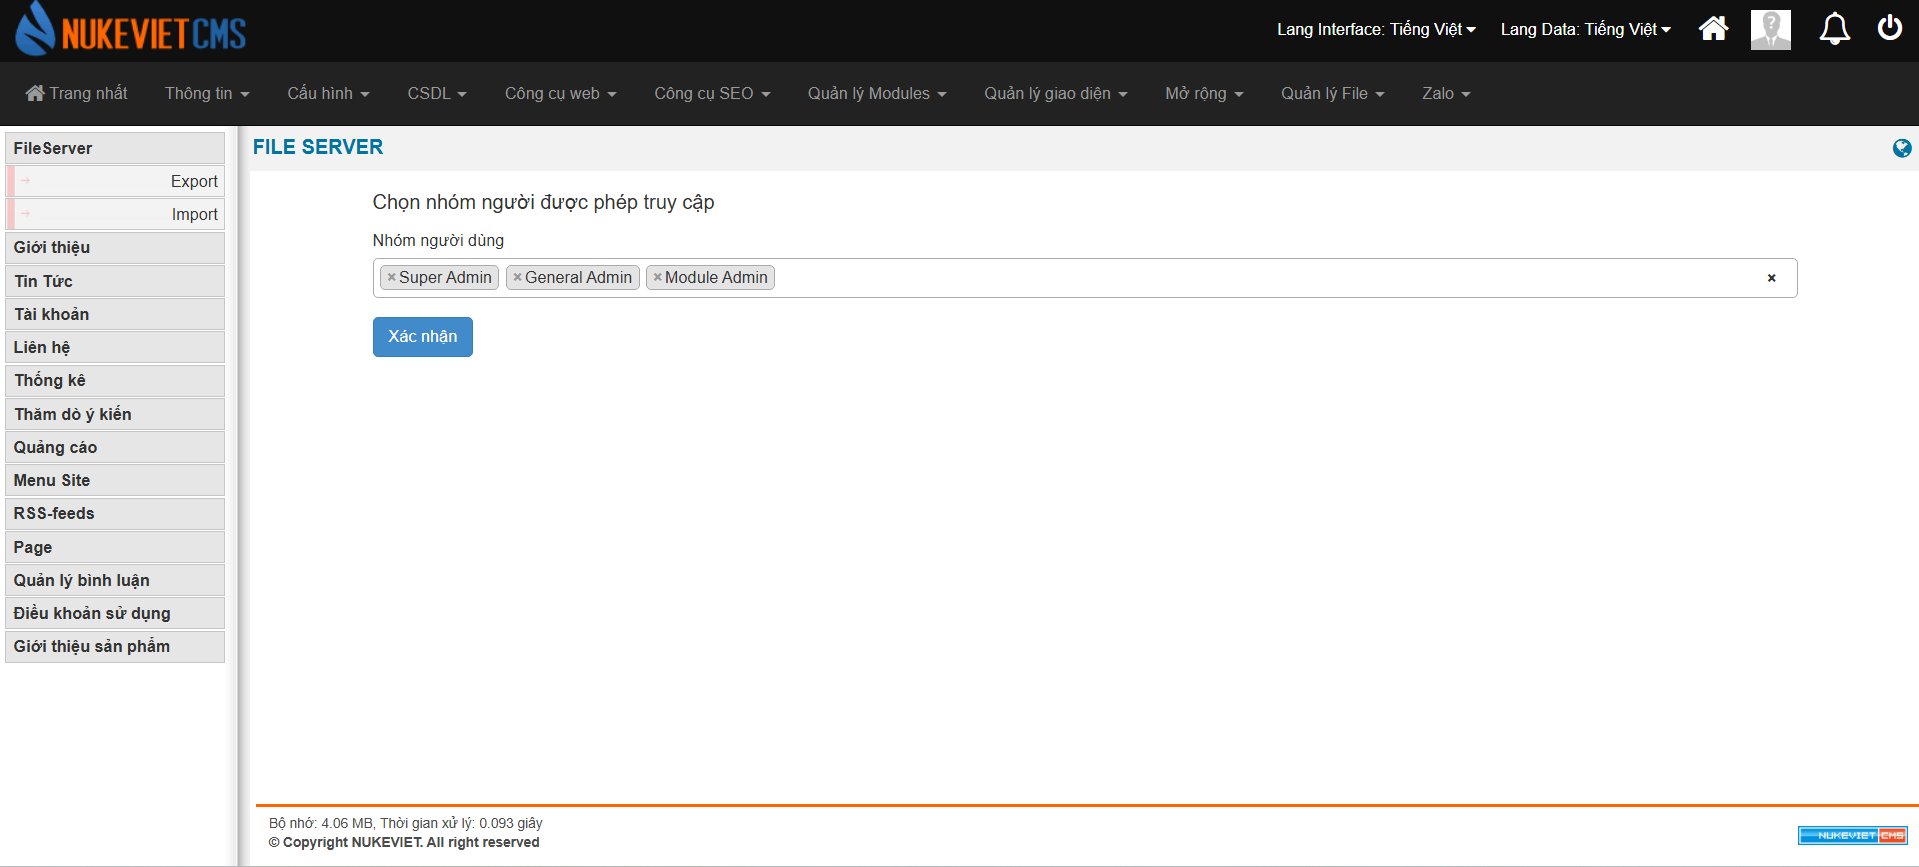 NUKEVIETCMS
Lang Interface: Tiếng Việt
Lang Data: Tiếng Việt
?
Trang nhất
Thông tin
Cấu hình
CSDL
Công cụ web
Công cụ SEO
Quản lý Modules
Quản lý giao diện
Mở rộng
Quản lý File
Zalo
FileServer
Export
Import
Giới thiệu
Tin Tức
Tài khoản
Liên hệ
Thống kê
Thăm dò ý kiến
Quảng cáo
Menu Site
RSS-feeds
Page
Quản lý bình luận
Điều khoản sử dụng
Giới thiệu sản phẩm
FILE SERVER
Chọn nhóm người được phép truy cập
Nhóm người dùng
×Super Admin ×General Admin ×Module Admin ×
Xác nhận
Bộ nhớ: 4.06 MB, Thời gian xử lý: 0.093 giây
© Copyright NUKEVIET. All right reserved
NUKEVIET CMS